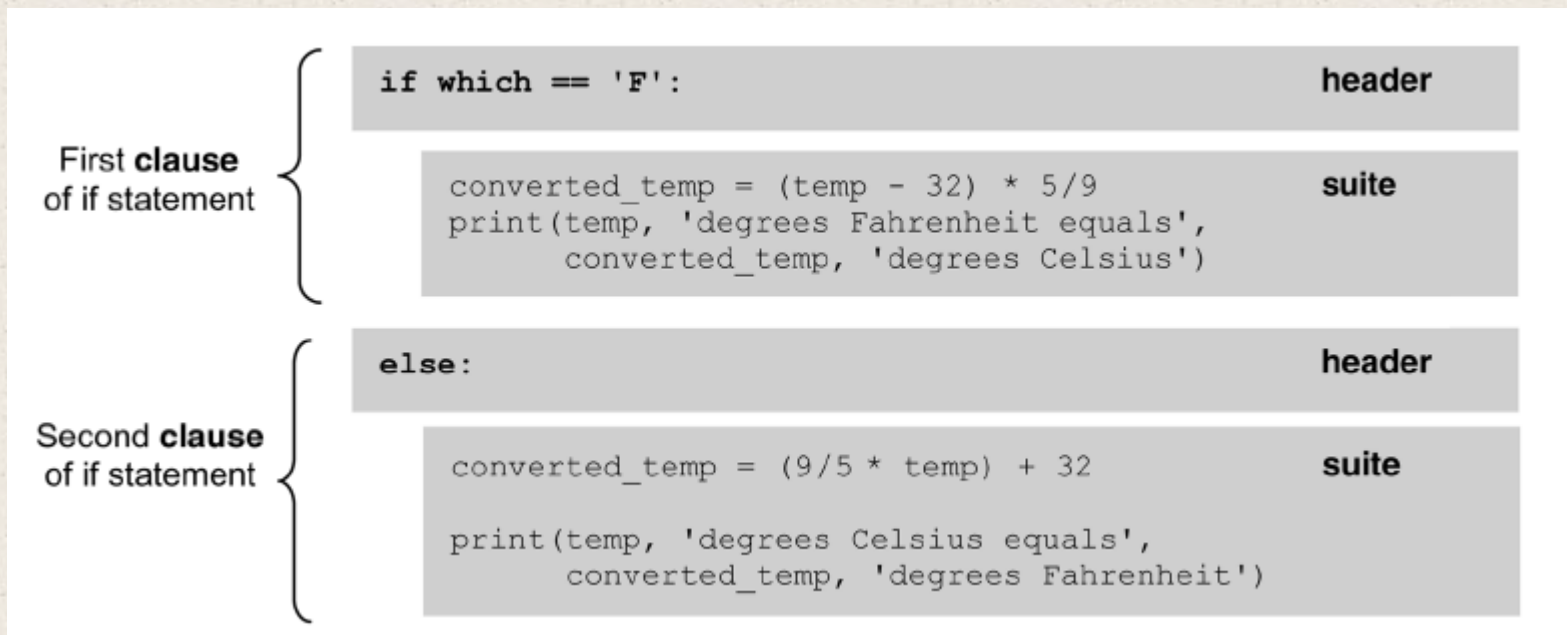 if which == 'F':
header
First clause
of if statement
converted_temp = (temp - 32) * 5/9
suite
print(temp, 'degrees Fahrenheit equals',
converted_temp, 'degrees Celsius')
else:
header
Second clause
of if statement
converted_temp = (9/5 * temp) + 32
suite
print(temp, 'degrees Celsius equals',
converted_temp, 'degrees Fahrenheit')